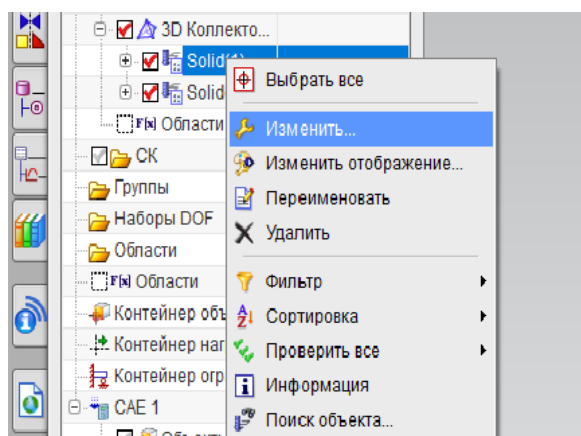 3D Коллекто...
Solid(1)
Выбрать все
Solid
F(x) Области
Изменить...
СК
Изменить отображение...
Группы
Переименовать
Наборы DOF
Удалить
Области
F(x) Области
Фильтр
Контейнер объ
Сортировка
Контейнер наг
Проверить все
Контейнер огр
Информация
CAE 1
Поиск объекта...